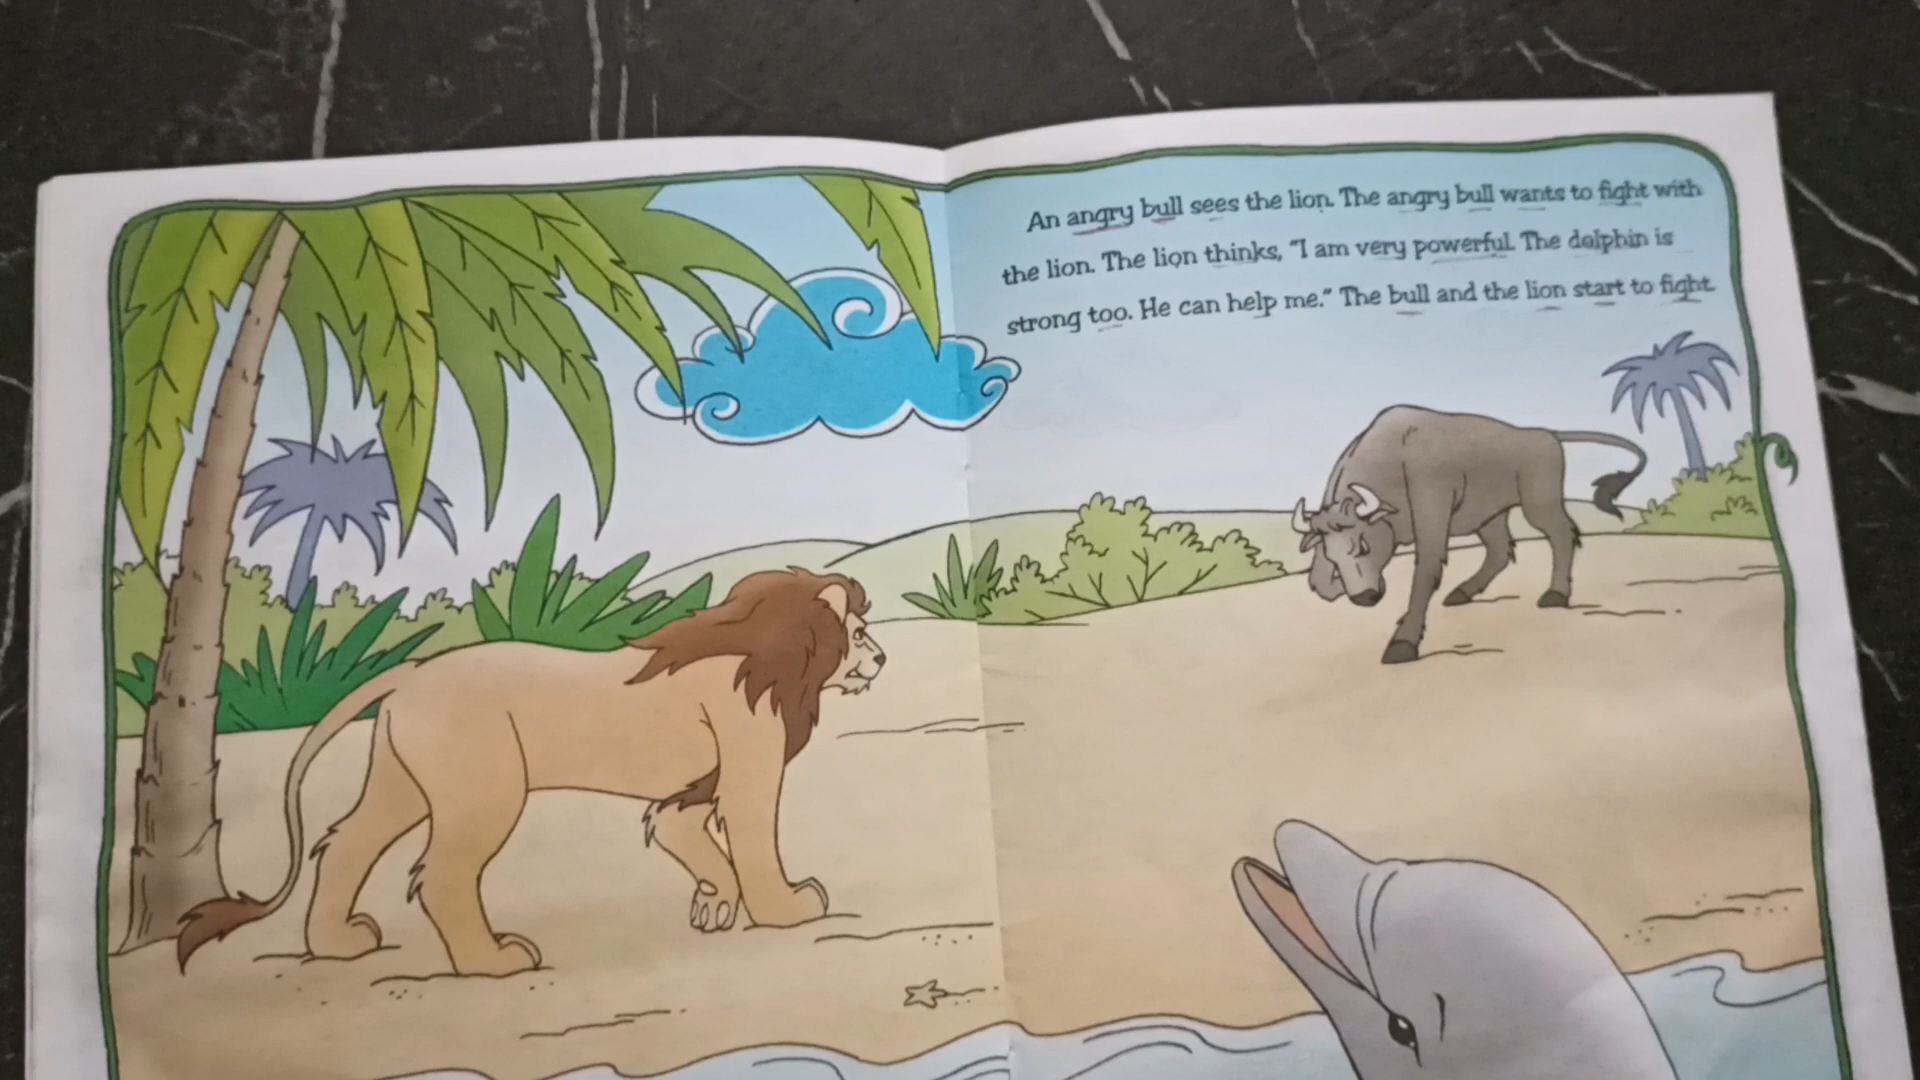 An angry bull sees the lion. The angry bull wants to fight with
the lion. The lion thinks, "I am very powerful. The dolphin is
strong too. He can help me." The bull and the lion start to fight.